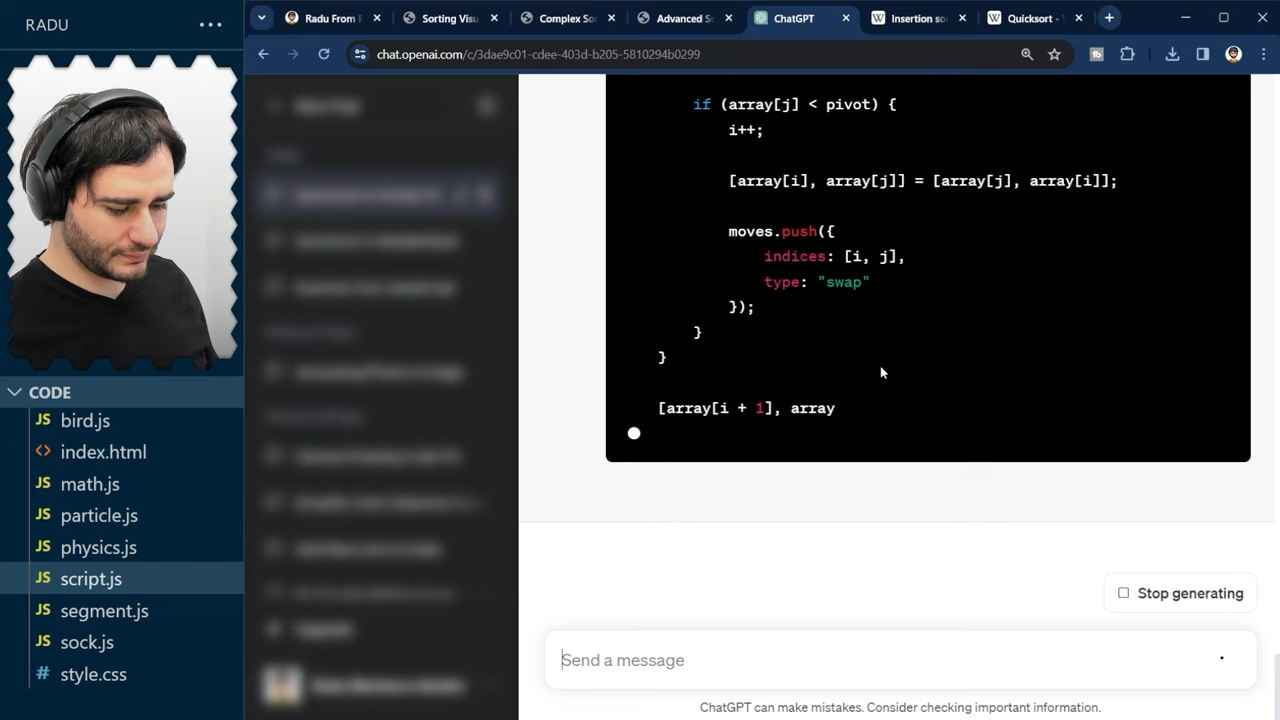 RADU
Radu From F
Sorting Visu
Complex So
Advanced So
ChatGPT
Insertion so
Quicksort -
chat.openai.com/c/3dae9c01-cdee-403d-b205-5810294b0299
if (array[j] < pivot) {
i++;
[array[i], array[j]] = [array[j], array[i]];
moves.push({
indices: [i, j],
type: "swap"
});
}
}
[array[i + 1], array
CODE
bird.js
index.html
math.js
particle.js
physics.js
script.js
segment.js
sock.js
style.css
Stop generating
Send a message
ChatGPT can make mistakes. Consider checking important information.